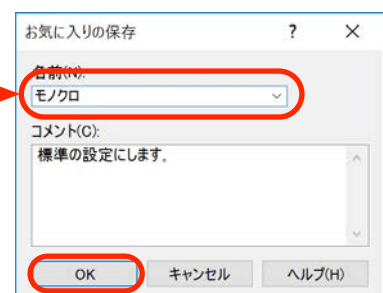 お気に入りの保存 ? ×
名前(N):
モノクロ
コメント(C):
標準の設定にします。
OK キャンセル ヘルプ(H)